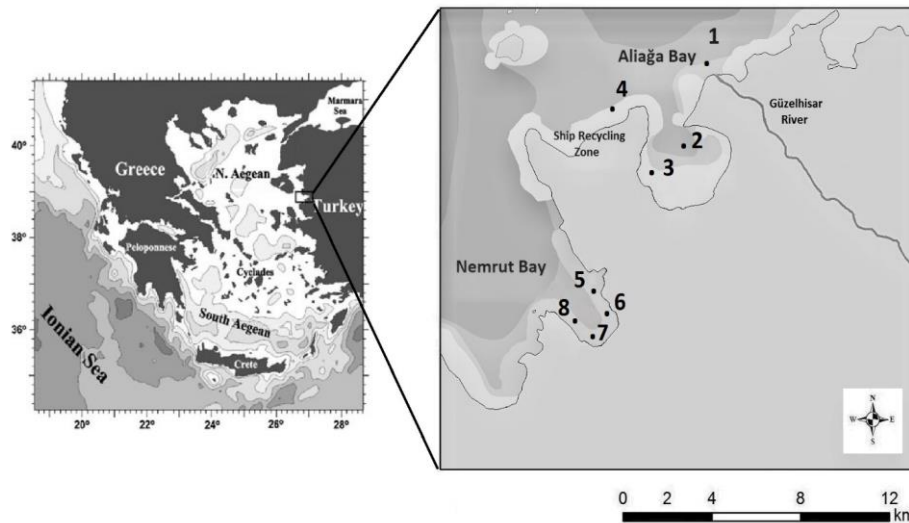 Marmara
Sea
40°
Greece
.N. Aegean
Turkey
38°
Peloponnese
Cyclades
36°
South Aegean
Ionian Sea
Crete
20°
22°
24°
26°
28°
1
Aliağa Bay
4
Güzelhisar
River
Ship Recycling
Zone
2
3
Nemrut Bay
5
6
8
7
N
W
E
S
0 2 4 8 12
km